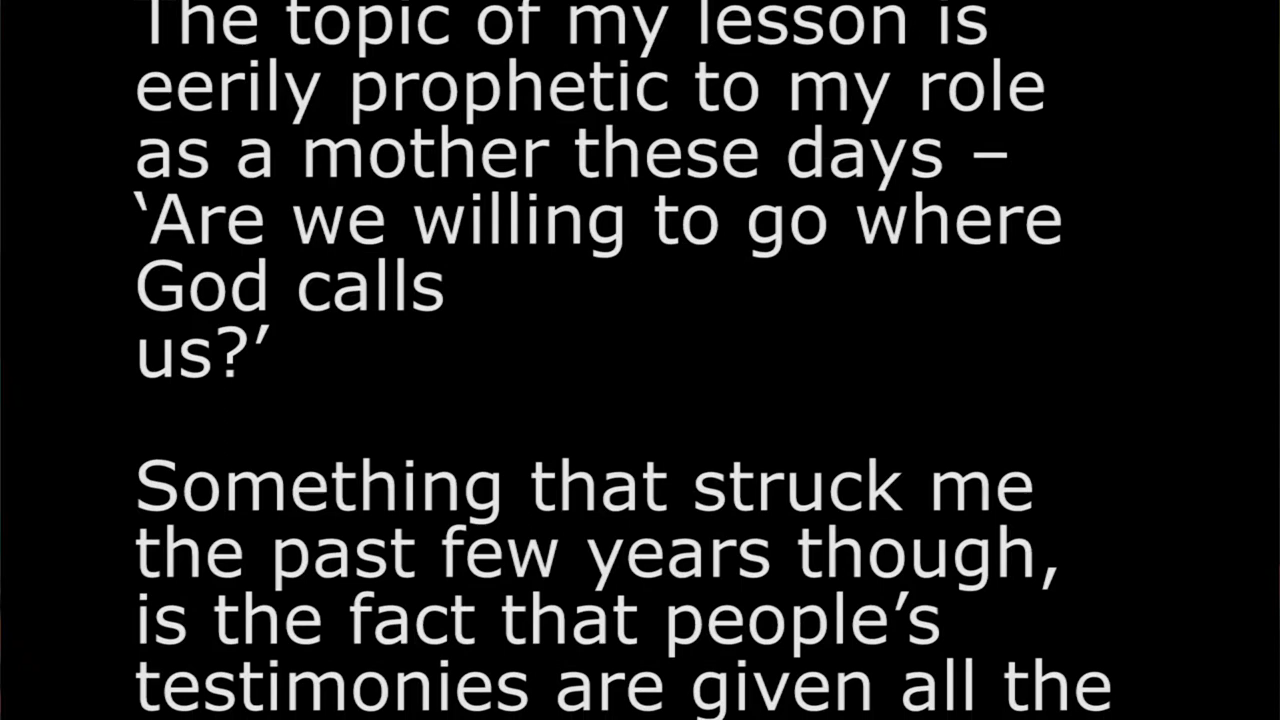 The topic of my lesson is
eerily prophetic to my role
as a mother these days –
‘Are we willing to go where
God calls
us?’
Something that struck me
the past few years though,
is the fact that people’s
testimonies are given all the